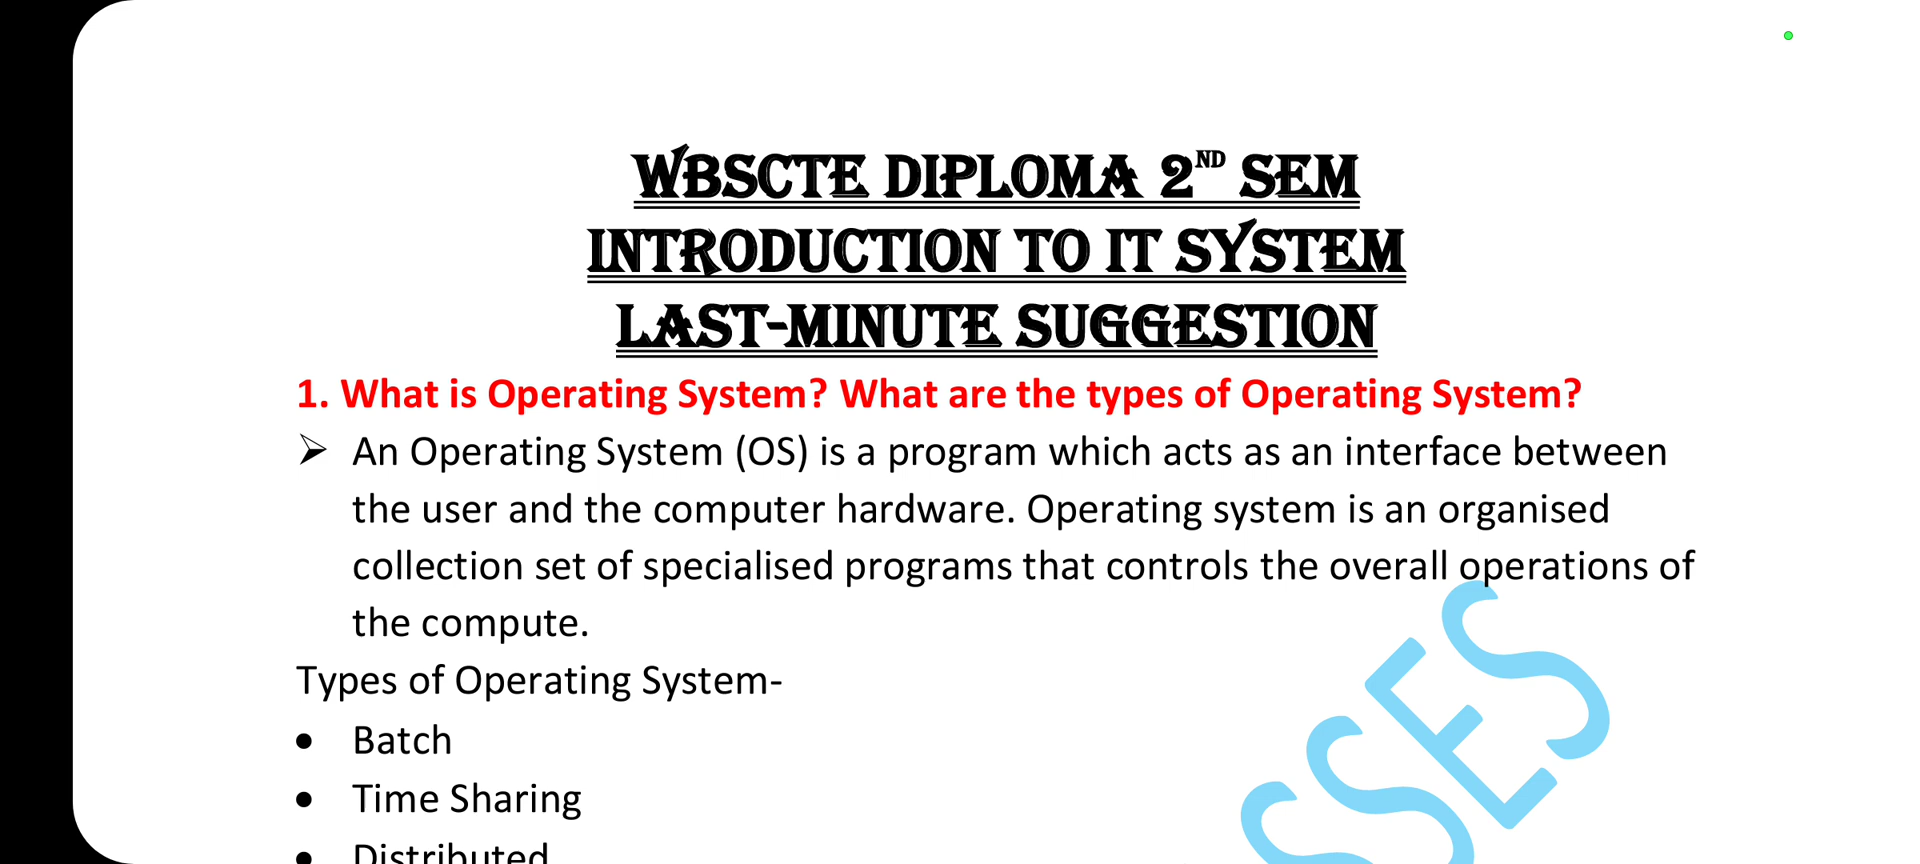 WBSCTE DIPLOMA 2ND SEM
INTRODUCTION TO IT SYSTEM
LAST-MINUTE SUGGESTION
1. What is Operating System? What are the types of Operating System?
➢ An Operating System (OS) is a program which acts as an interface between
the user and the computer hardware. Operating system is an organised
collection set of specialised programs that controls the overall operations of
the compute.
Types of Operating System-
• Batch
• Time Sharing
• Distributed
SSES